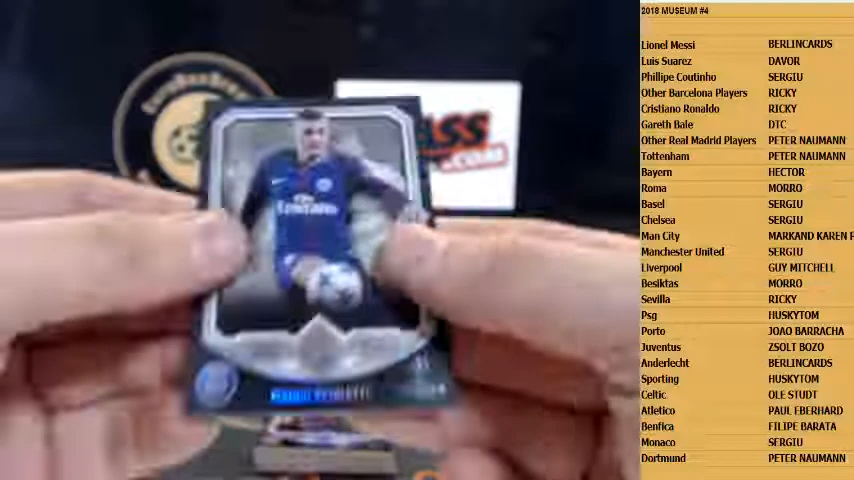 2018 MUSEUM #4
Lionel Messi BERLINCARDS
Luis Suarez DAVOR
Phillipe Coutinho SERGIU
Other Barcelona Players RICKY
Cristiano Ronaldo RICKY
Gareth Bale DTC
Other Real Madrid Players PETER NAUMANN
Tottenham PETER NAUMANN
Bayern HECTOR
Roma MORRO
Basel SERGIU
Chelsea SERGIU
Man City MARKAND KAREN P
Manchester United SERGIU
Liverpool GUY MITCHELL
Besiktas MORRO
Sevilla RICKY
Psg HUSKYTOM
Porto JOAO BARRACHA
Juventus ZSOLT BOZO
Anderlecht BERLINCARDS
Sporting HUSKYTOM
Celtic OLE STUDT
Atletico PAUL EBERHARD
Benfica FILIPE BARATA
Monaco SERGIU
Dortmund PETER NAUMANN
ASS
.com
Fly
Emirates